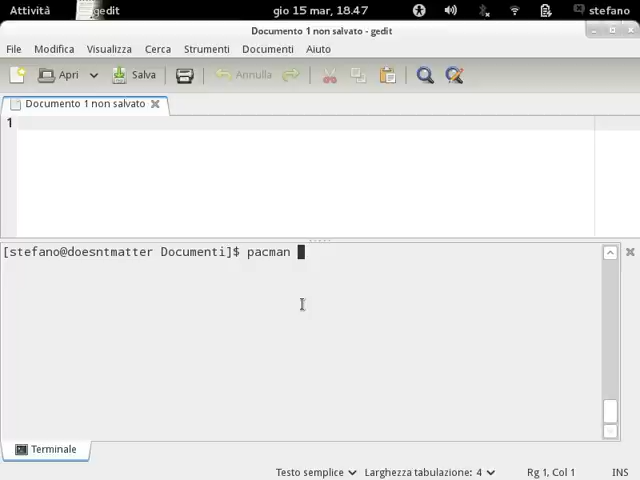 Attività gedit gio 15 mar, 18.47 stefano
Documento 1 non salvato - gedit
File Modifica Visualizza Cerca Strumenti Documenti Aiuto
Apri Salva Annulla
Documento 1 non salvato
1
[stefano@doesntmatter Documenti]$ pacman
Terminale
Testo semplice Larghezza tabulazione: 4 Rg 1, Col 1 INS